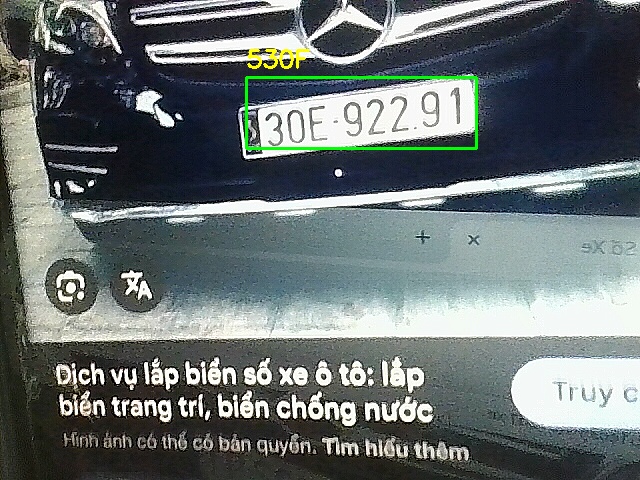 530F
30E-922.91
Dịch vụ lắp biển số xe ô tô: lắp
biển trang trí, biển chống nước
Truy c
Hình ảnh có thể có bản quyền. Tìm hiểu thêm